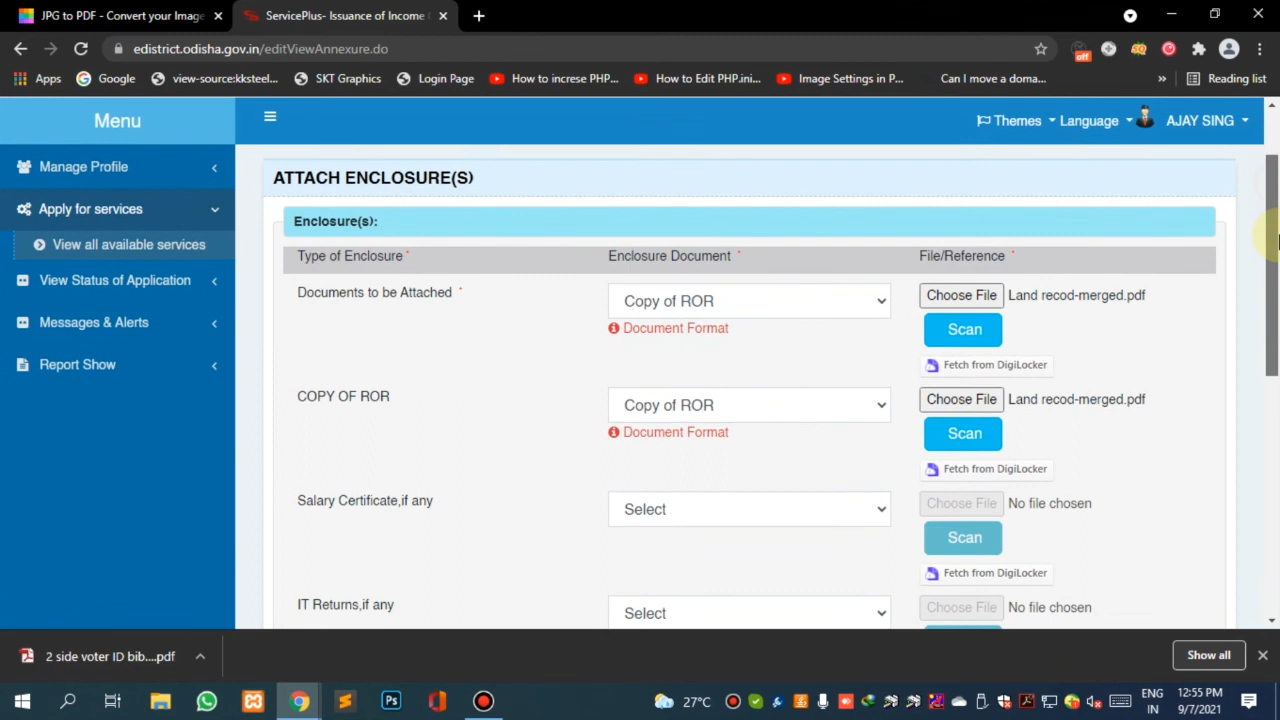 JPG to PDF - Convert your Image
ServicePlus- Issuance of Income
edistrict.odisha.gov.in/editViewAnnexure.do
off
Apps
Google
view-source:kksteel...
SKT Graphics
Login Page
How to increse PHP...
How to Edit PHP.ini...
Image Settings in P...
Can I move a doma...
»
Reading list
Menu
Themes
Language
AJAY SING
Manage Profile
Apply for services
View all available services
View Status of Application
Messages & Alerts
Report Show
ATTACH ENCLOSURE(S)
Enclosure(s):
Type of Enclosure *
Enclosure Document *
File/Reference *
Documents to be Attached *
Copy of ROR
Document Format
Choose File Land recod-merged.pdf
Scan
Fetch from DigiLocker
COPY OF ROR
Copy of ROR
Document Format
Choose File Land recod-merged.pdf
Scan
Fetch from DigiLocker
Salary Certificate,if any
Select
Choose File No file chosen
Scan
Fetch from DigiLocker
IT Returns,if any
Select
Choose File No file chosen
2 side voter ID bib....pdf
Show all
Ps
27°C
ENG
IN
12:55 PM
9/7/2021